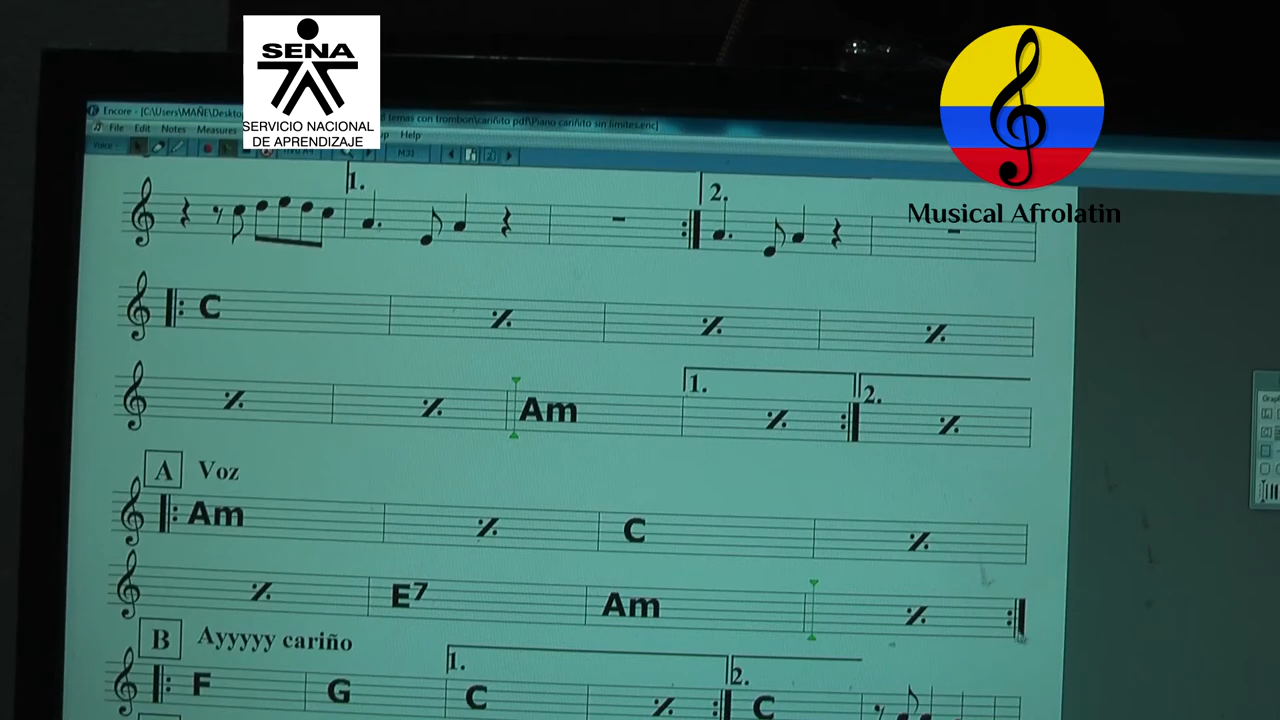 SENA
SERVICIO NACIONAL
DE APRENDIZAJE
Musical Afrolatin
Encore - [C:\Users\MAÑE\Deskto
temas con trombon\cariñito pdf\Piano cariñito sin limites.enc]
File Edit Notes Measures
Help
M31
1.
2.
C
Am
1.
2.
A Voz
Am C
E7 Am
B Ayyyyy cariño
1.
2.
F G C C